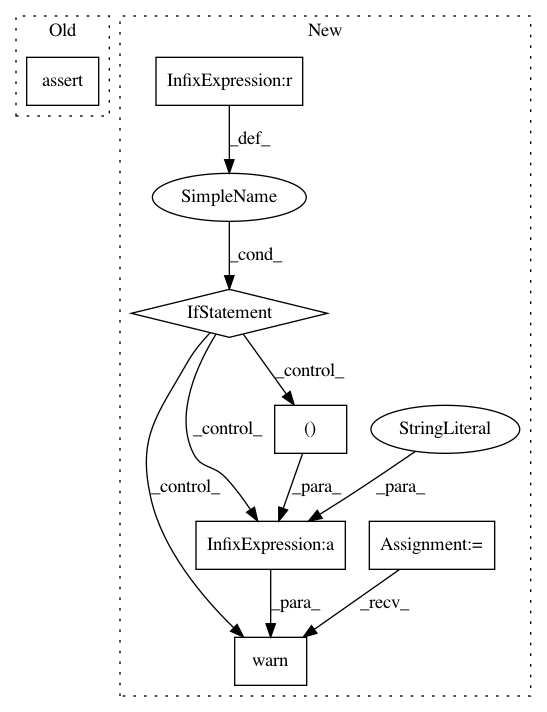 Old
New
assert
InfixExpression:r
_def_
SimpleName
_cond_
IfStatement
_control_
_control_
_control_
()
StringLiteral
_para_
_para_
InfixExpression:a
Assignment:=
_para_
_recv_
warn